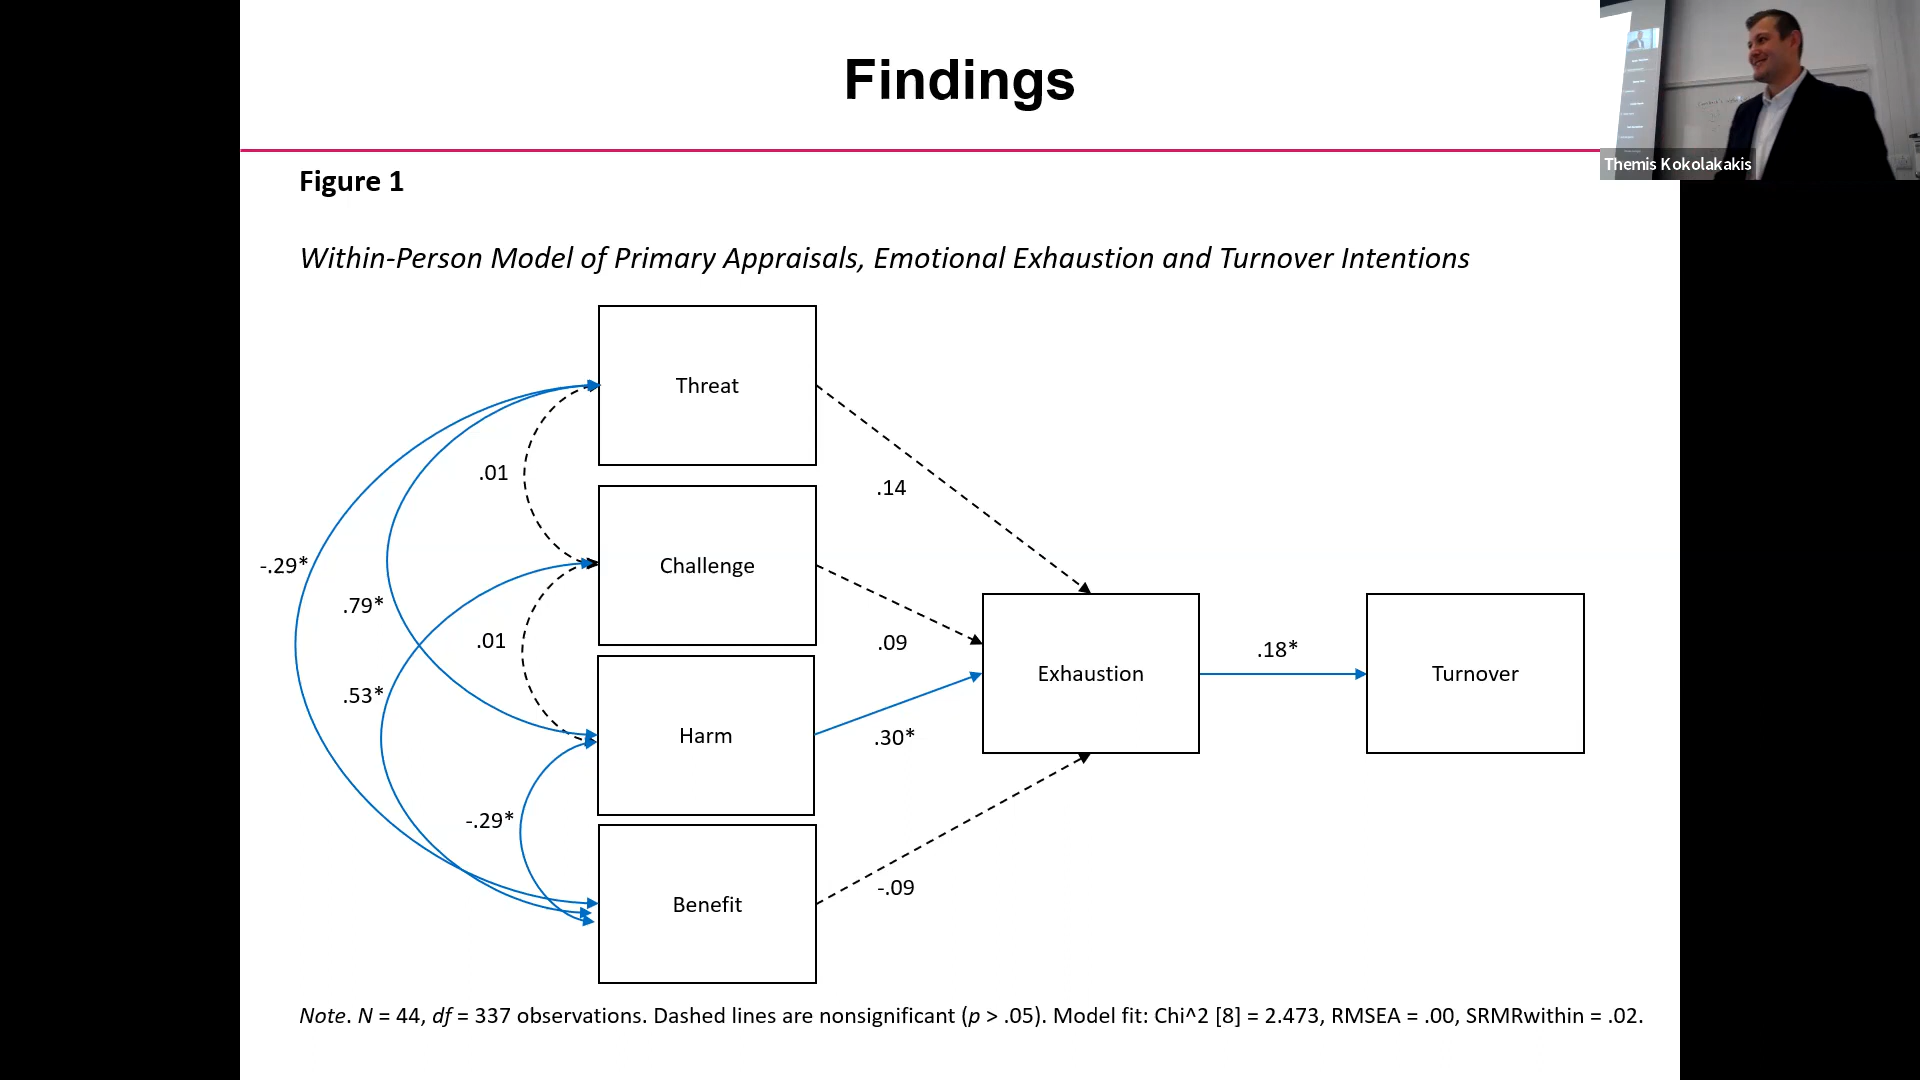 Findings
Themis Kokolakakis
Figure 1
Within-Person Model of Primary Appraisals, Emotional Exhaustion and Turnover Intentions
Threat
.01
.14
Challenge
-.29*
.79*
.01
.09
.18*
Exhaustion
Turnover
.53*
Harm
.30*
-.29*
-.09
Benefit
Note. N = 44, df = 337 observations. Dashed lines are nonsignificant (p > .05). Model fit: Chi^2 [8] = 2.473, RMSEA = .00, SRMRwithin = .02.